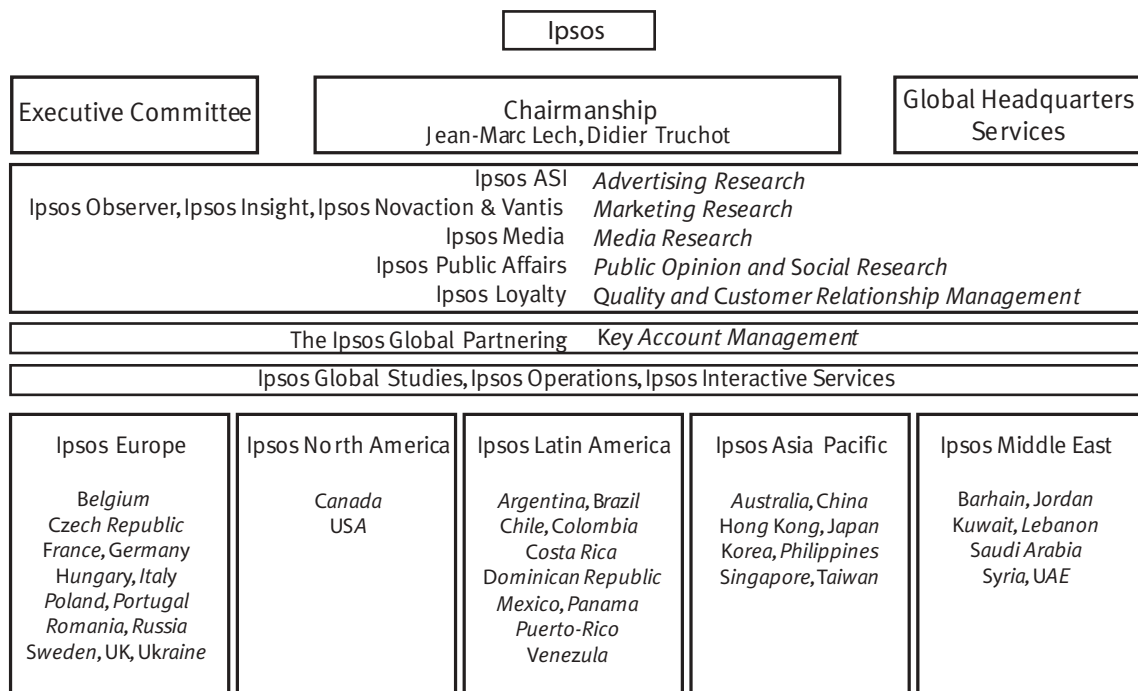 Ipsos
Executive Committee
Chairmanship
Jean-Marc Lech, Didier Truchot
Global Headquarters
Services
Ipsos ASI Advertising Research
Ipsos Observer, Ipsos Insight, Ipsos Novaction & Vantis Marketing Research
Ipsos Media Media Research
Ipsos Public Affairs Public Opinion and Social Research
Ipsos Loyalty Quality and Customer Relationship Management
The Ipsos Global Partnering Key Account Management
Ipsos Global Studies, Ipsos Operations, Ipsos Interactive Services
Ipsos Europe
Belgium
Czech Republic
France, Germany
Hungary, Italy
Poland, Portugal
Romania, Russia
Sweden, UK, Ukraine
Ipsos North America
Canada
USA
Ipsos Latin America
Argentina, Brazil
Chile, Colombia
Costa Rica
Dominican Republic
Mexico, Panama
Puerto-Rico
Venezula
Ipsos Asia Pacific
Australia, China
Hong Kong, Japan
Korea, Philippines
Singapore, Taiwan
Ipsos Middle East
Barhain, Jordan
Kuwait, Lebanon
Saudi Arabia
Syria, UAE